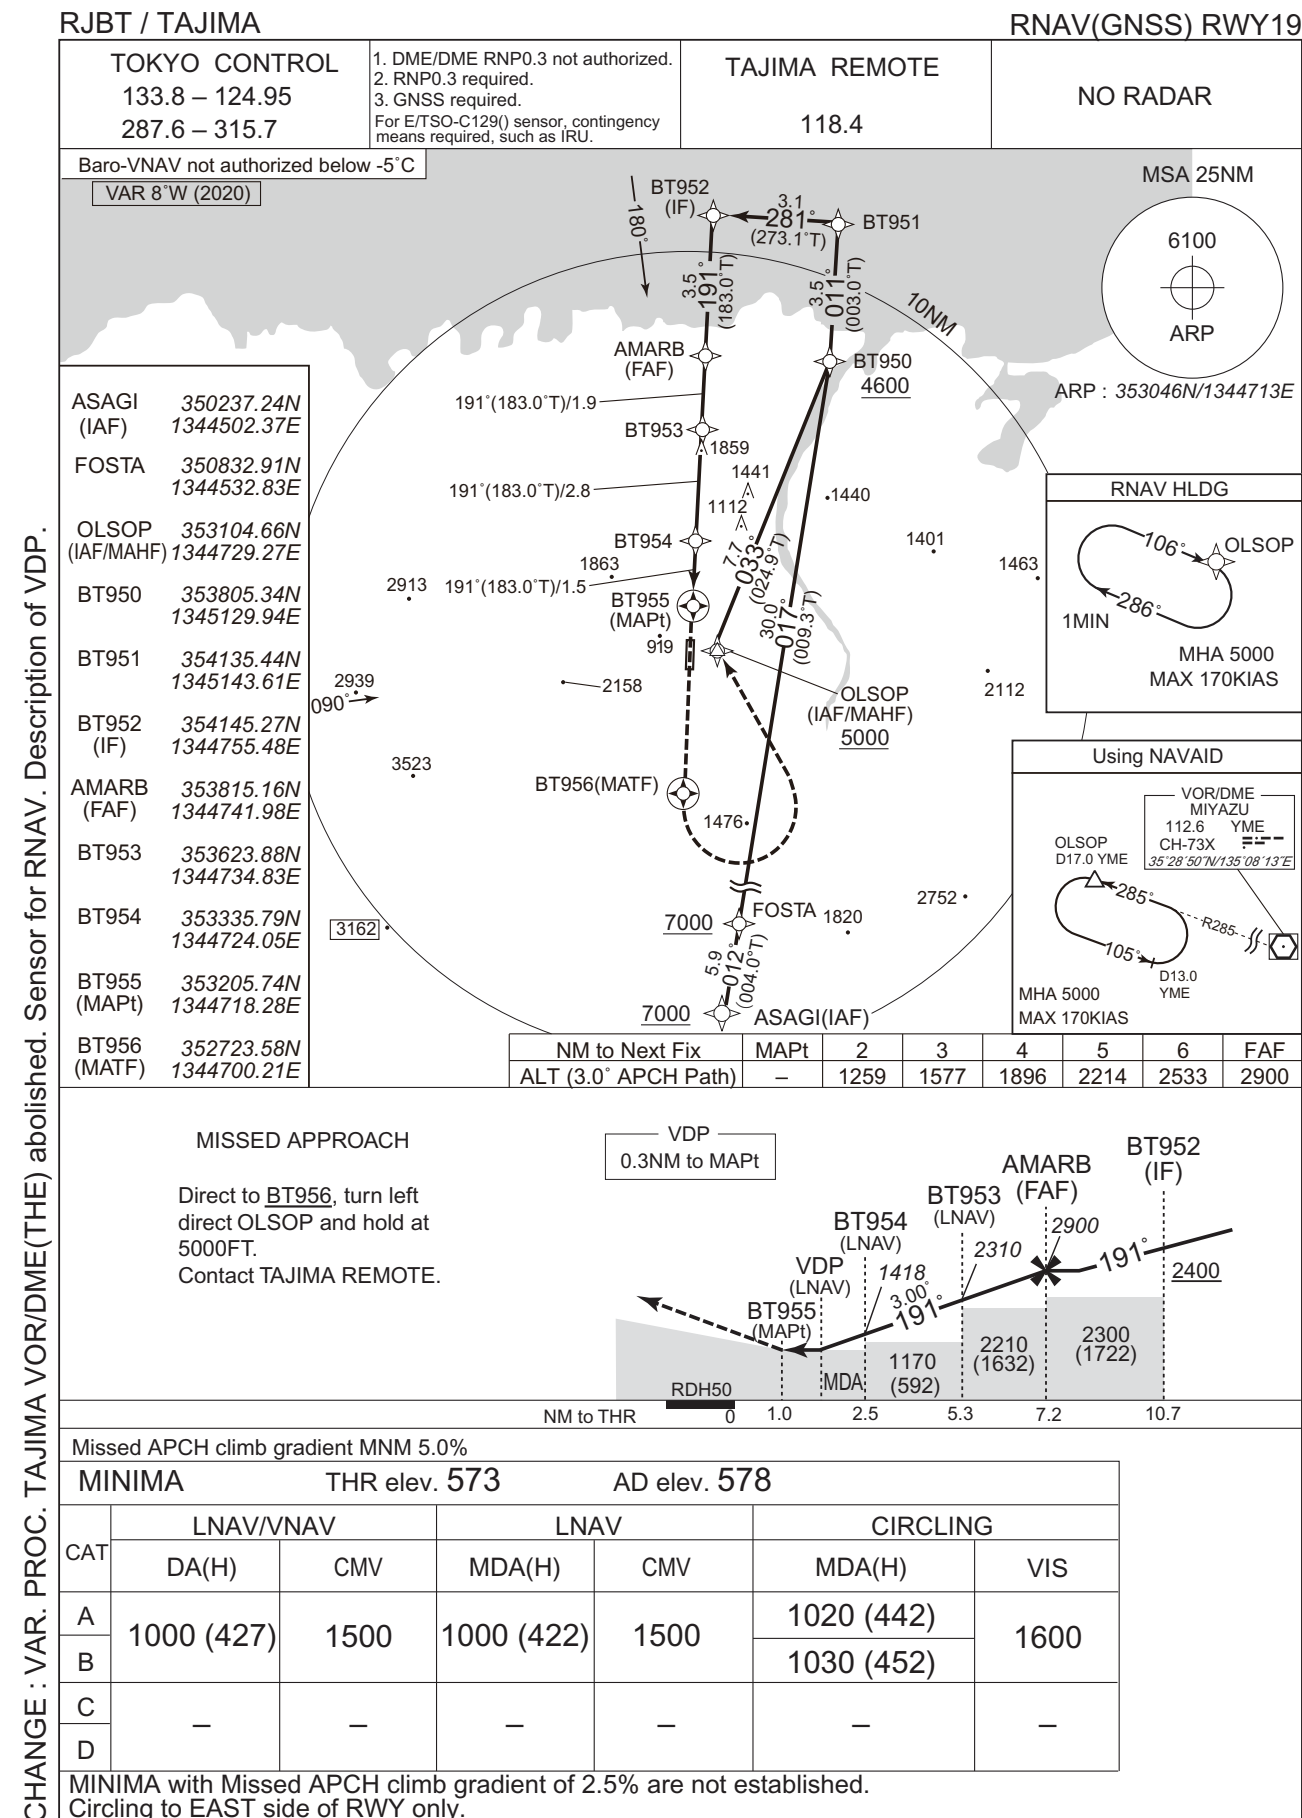 RJBT / TAJIMA
RNAV(GNSS) RWY19
TOKYO CONTROL
133.8 – 124.95
287.6 – 315.7
1. DME/DME RNP0.3 not authorized.
2. RNP0.3 required.
3. GNSS required.
For E/TSO-C129() sensor, contingency
means required, such as IRU.
TAJIMA REMOTE
118.4
NO RADAR
Baro-VNAV not authorized below -5°C
VAR 8°W (2020)
180°
BT952
(IF)
3.1
281°
(273.1°T)
BT951
3.5
191°
(183.0°T)
3.5
011°
(003.0°T)
10NM
MSA 25NM
6100
ARP
ARP : 353046N/1344713E
AMARB
(FAF)
BT950
4600
191°(183.0°T)/1.9
BT953
1859
191°(183.0°T)/2.8
1441
1112
1440
BT954
1863
1401
1463
2913
191°(183.0°T)/1.5
BT955
(MAPt)
919
7.7
033°
(024.9°T)
30.0
017°
(009.3°T)
2939
090°
2158
OLSOP
(IAF/MAHF)
5000
2112
3523
BT956(MATF)
1476
2752
3162
7000
FOSTA
1820
5.9
012°
(004.0°T)
7000
ASAGI(IAF)
ASAGI 350237.24N
(IAF) 1344502.37E
FOSTA 350832.91N
1344532.83E
OLSOP 353104.66N
(IAF/MAHF) 1344729.27E
BT950 353805.34N
1345129.94E
BT951 354135.44N
1345143.61E
BT952 354145.27N
(IF) 1344755.48E
AMARB 353815.16N
(FAF) 1344741.98E
BT953 353623.88N
1344734.83E
BT954 353335.79N
1344724.05E
BT955 353205.74N
(MAPt) 1344718.28E
BT956 352723.58N
(MATF) 1344700.21E
RNAV HLDG
106°
OLSOP
286°
1MIN
MHA 5000
MAX 170KIAS
Using NAVAID
VOR/DME
MIYAZU
112.6 YME
CH-73X
35°28'50"N/135°08'13"E
OLSOP
D17.0 YME
285°
R285
105°
D13.0
YME
MHA 5000
MAX 170KIAS
NM to Next Fix MAPt 2 3 4 5 6 FAF
ALT (3.0° APCH Path) – 1259 1577 1896 2214 2533 2900
MISSED APPROACH
Direct to BT956, turn left
direct OLSOP and hold at
5000FT.
Contact TAJIMA REMOTE.
VDP
0.3NM to MAPt
BT952
(IF)
AMARB
(FAF)
BT953
(LNAV)
2900
BT954
(LNAV)
2310
191°
2400
VDP
(LNAV)
1418
3.00°
191°
BT955
(MAPt)
2300
(1722)
2210
(1632)
1170
(592)
MDA
RDH50
NM to THR 0 1.0 2.5 5.3 7.2 10.7
Missed APCH climb gradient MNM 5.0%
MINIMA THR elev. 573 AD elev. 578
CAT LNAV/VNAV LNAV CIRCLING
DA(H) CMV MDA(H) CMV MDA(H) VIS
A 1000 (427) 1500 1000 (422) 1500 1020 (442) 1600
B 1030 (452)
C – – – – – –
D
MINIMA with Missed APCH climb gradient of 2.5% are not established.
Circling to EAST side of RWY only.
CHANGE : VAR. PROC. TAJIMA VOR/DME(THE) abolished. Sensor for RNAV. Description of VDP.